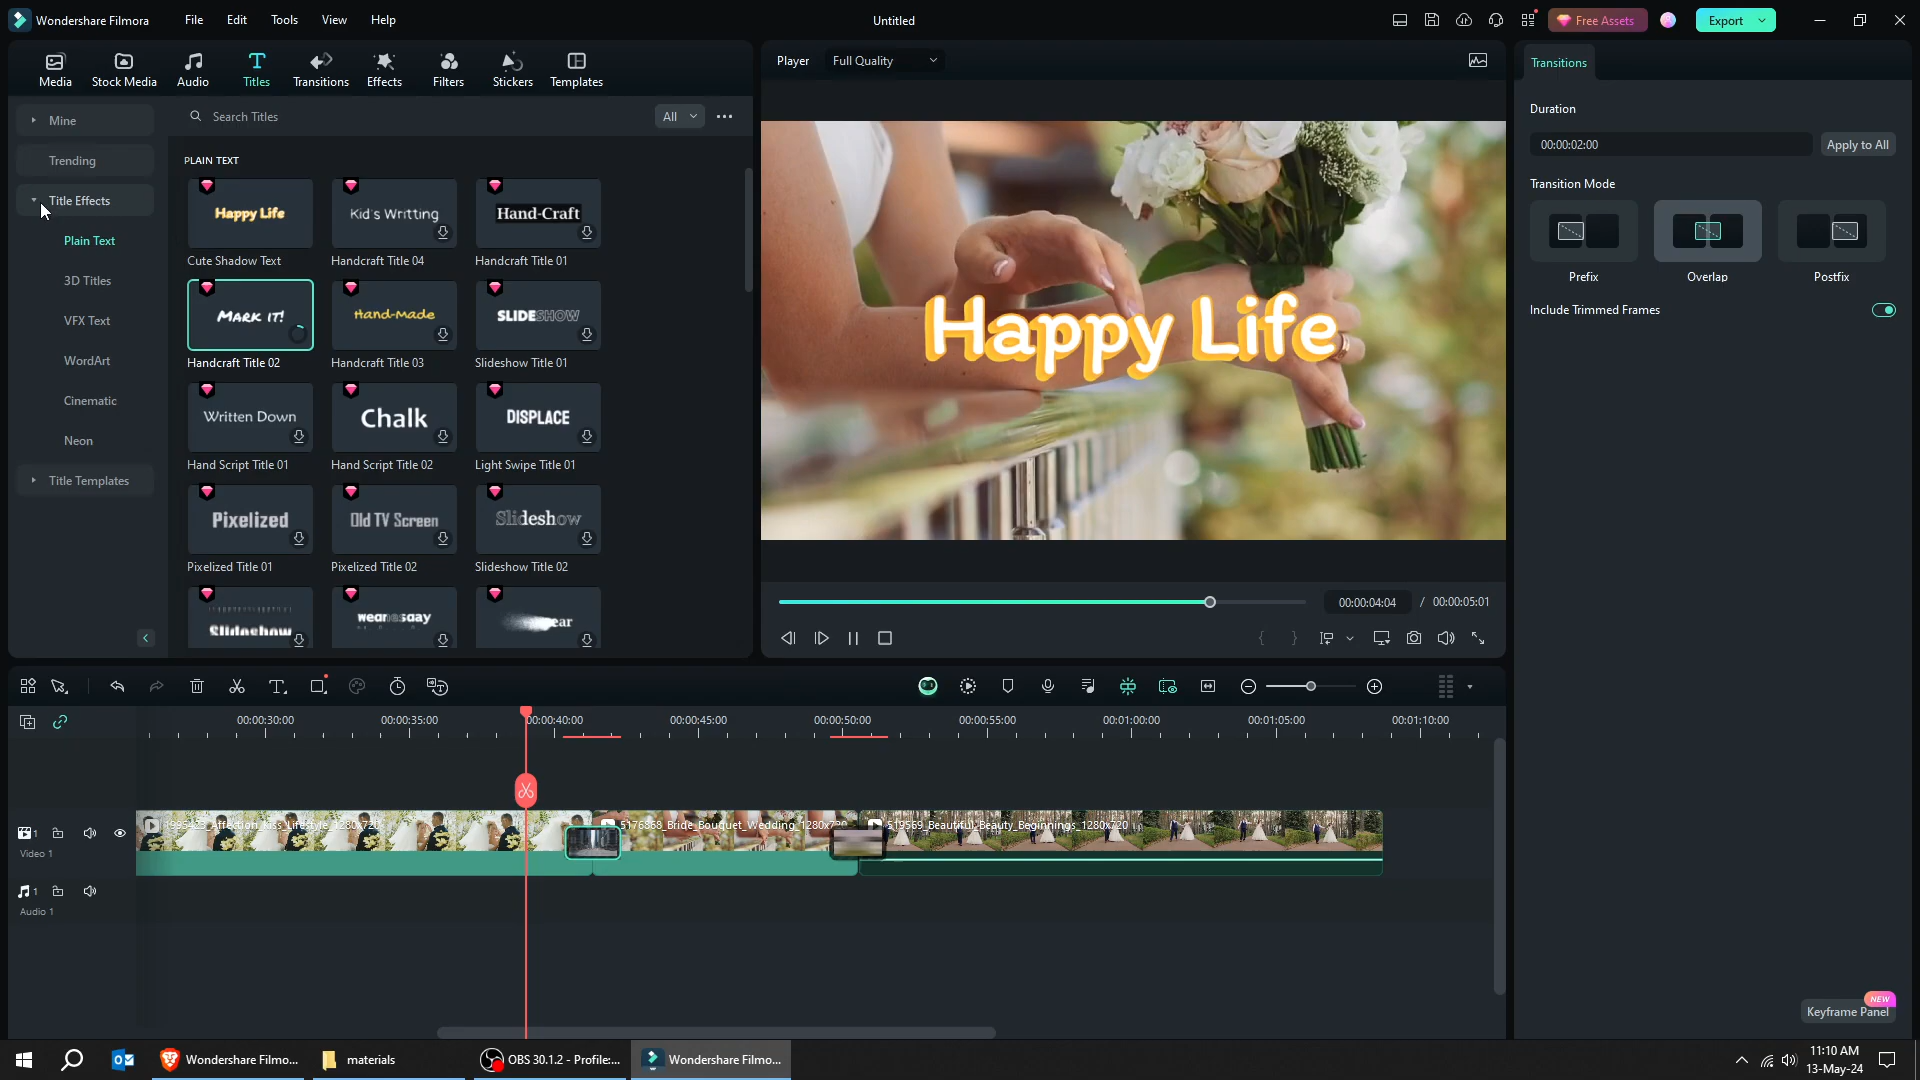 Wondershare Filmora
File
Edit
Tools
View
Help
Untitled
Free Assets
Export
Media
Stock Media
Audio
Titles
Transitions
Effects
Filters
Stickers
Templates
Player
Full Quality
Transitions
Mine
Trending
Title Effects
Plain Text
3D Titles
VFX Text
WordArt
Cinematic
Neon
Title Templates
Search Titles
All
PLAIN TEXT
Happy Life
Kid's Writting
Hand-Craft
Cute Shadow Text
Handcraft Title 04
Handcraft Title 01
MARK IT!
Hand-Made
SLIDESHOW
Handcraft Title 02
Handcraft Title 03
Slideshow Title 01
Written Down
Chalk
DISPLACE
Hand Script Title 01
Hand Script Title 02
Light Swipe Title 01
Pixelized
Old TV Screen
Slideshow
Pixelized Title 01
Pixelized Title 02
Slideshow Title 02
Slideshow
wednesday
Happy Life
00:00:04:04 / 00:00:05:01
Duration
00:00:02:00
Apply to All
Transition Mode
Prefix
Overlap
Postfix
Include Trimmed Frames
NEW
Keyframe Panel
00:00:30:00
00:00:35:00
00:00:40:00
00:00:45:00
00:00:50:00
00:00:55:00
00:01:00:00
00:01:05:00
00:01:10:00
1995423_Affection_Kiss_Lifestyle_1280x720
5176868_Bride_Bouquet_Wedding_1280x720
519569_Beautiful_Beauty_Beginnings_1280x720
1
Video 1
1
Audio 1
Wondershare Filmo...
materials
OBS 30.1.2 - Profile:...
Wondershare Filmo...
11:10 AM
13-May-24